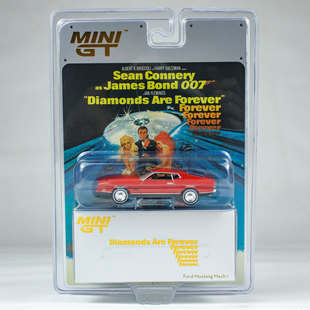 MINI
GT
ALBERT R. BROCCOLI and HARRY SALTZMAN
Sean Connery
as James Bond 007
IAN FLEMING'S
"Diamonds Are Forever"
Forever
Forever
Forever
Forever
MINI
GT
Diamonds Are Forever
Forever
Forever
Forever
Forever
Ford Mustang Mach 1